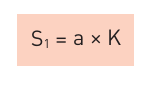 S₁ = a × K